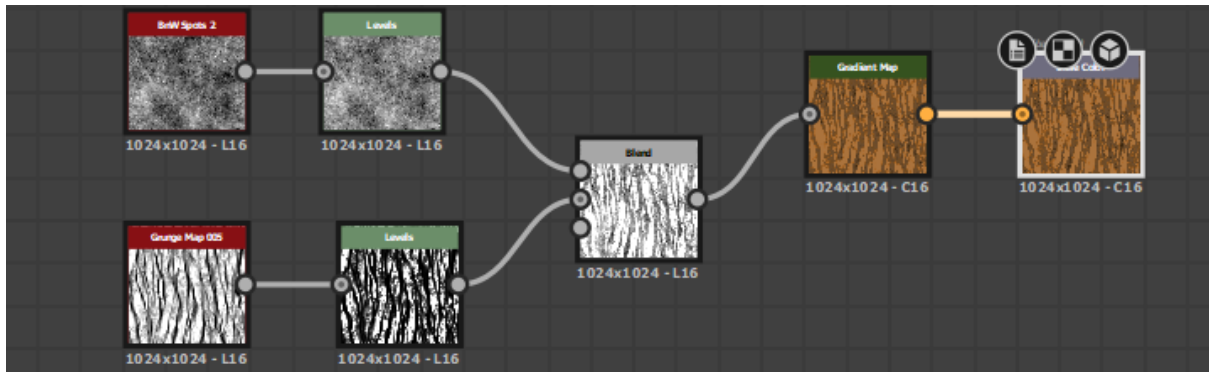 BnW Spots 2
Levels
1024x1024 - L16
1024x1024 - L16
Gradient Map
Color
1024x1024 - C16
1024x1024 - C16
Blend
1024x1024 - L16
Grunge Map 005
Levels
1024x1024 - L16
1024x1024 - L16